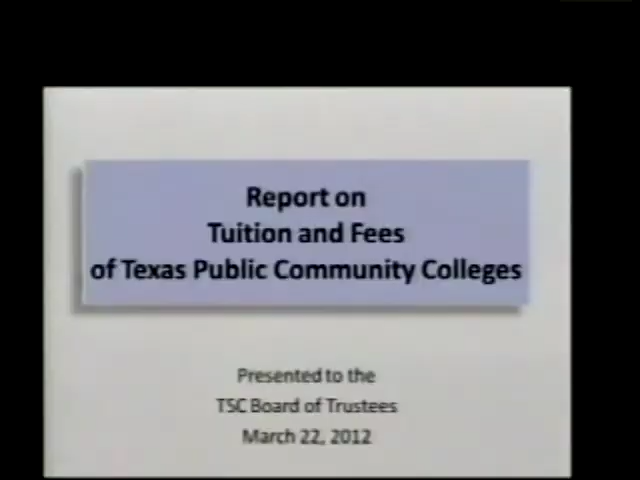 Report on
Tuition and Fees
of Texas Public Community Colleges
Presented to the
TSC Board of Trustees
March 22, 2012